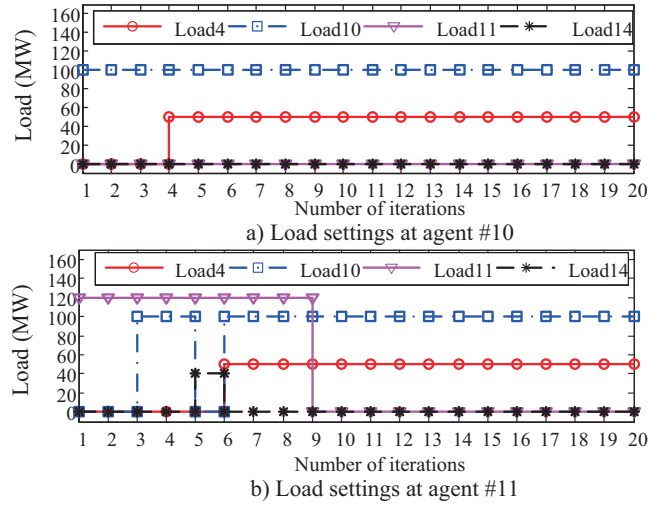 160
140
120
100
80
60
40
20
0
Load (MW)
Load4 Load10 Load11 Load14
1 2 3 4 5 6 7 8 9 10 11 12 13 14 15 16 17 18 19 20
Number of iterations
a) Load settings at agent #10
160
140
120
100
80
60
40
20
0
Load (MW)
Load4 Load10 Load11 Load14
1 2 3 4 5 6 7 8 9 10 11 12 13 14 15 16 17 18 19 20
Number of iterations
b) Load settings at agent #11